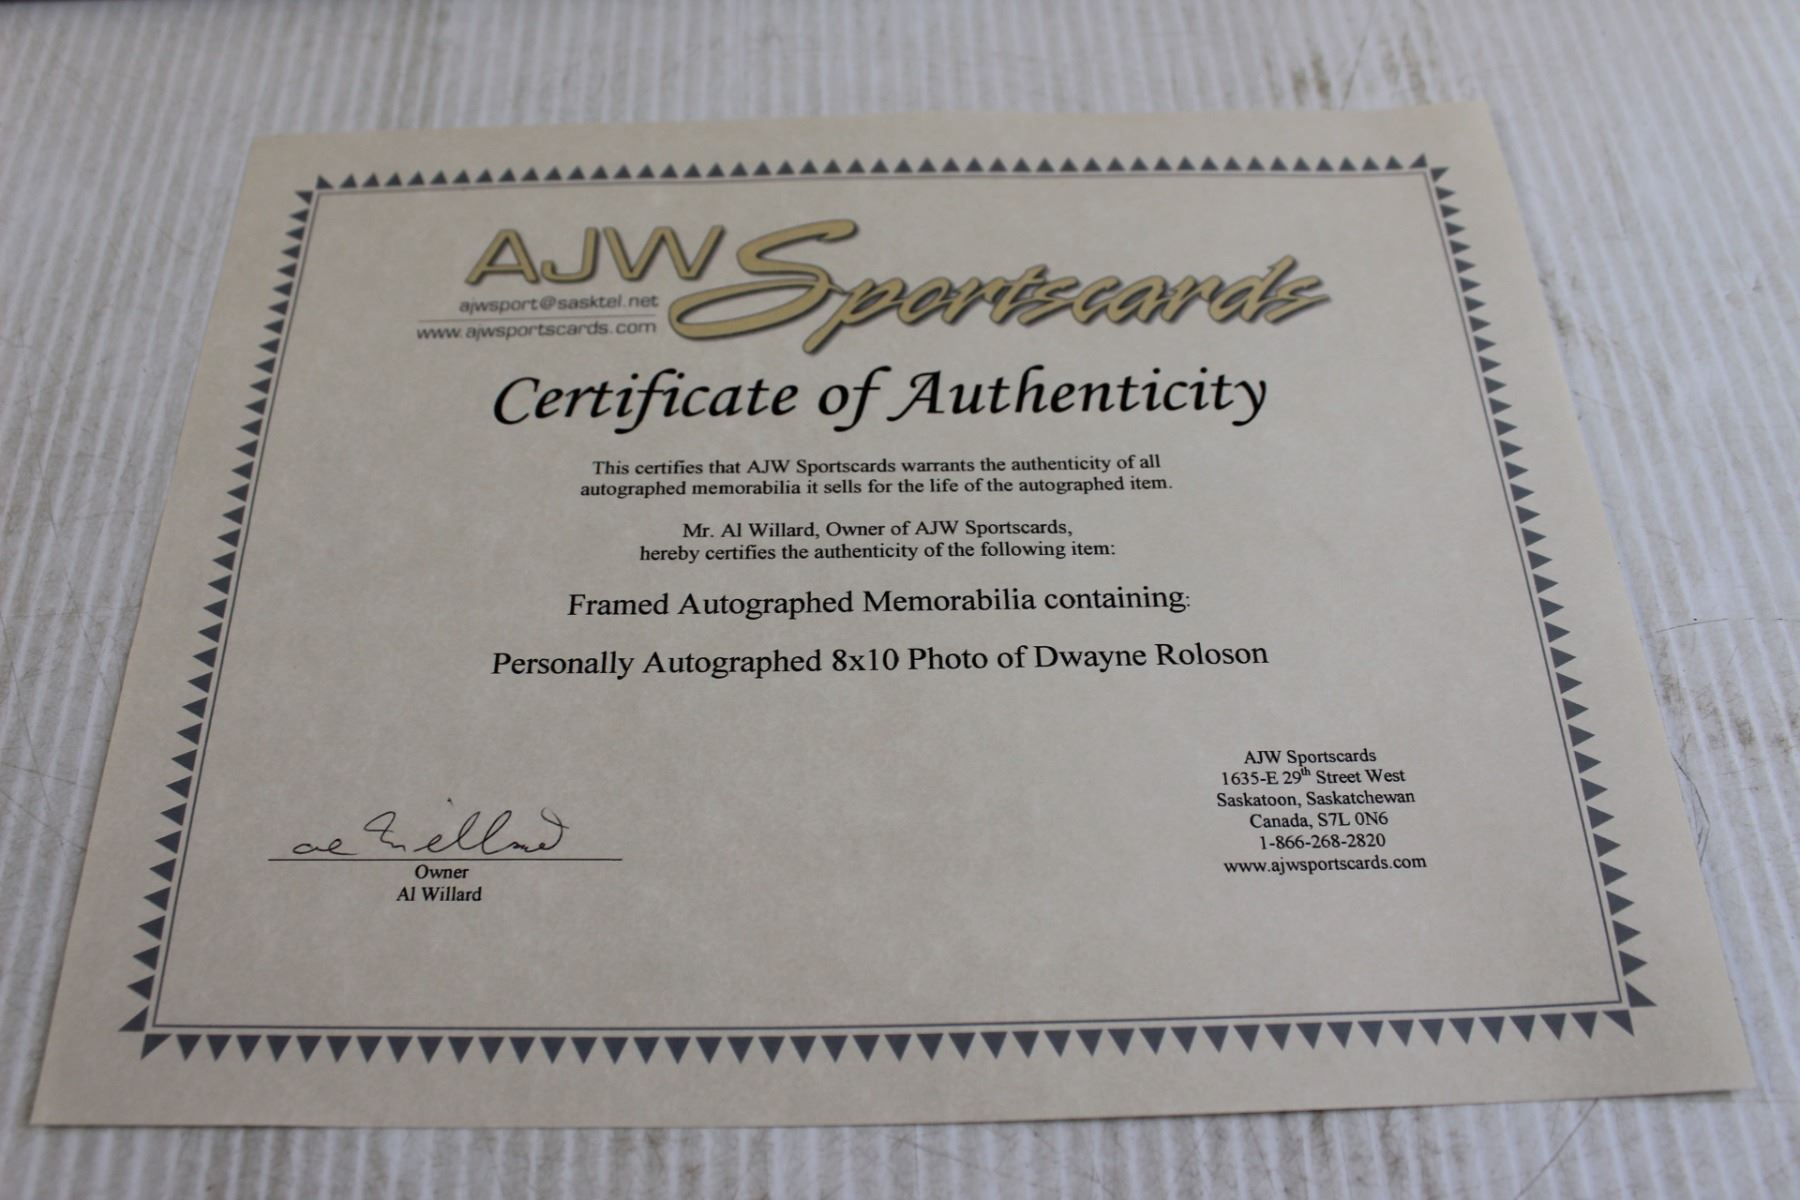 AJW Sportscards
ajwsport@sasktel.net
www.ajwsportscards.com
Certificate of Authenticity
This certifies that AJW Sportscards warrants the authenticity of all
autographed memorabilia it sells for the life of the autographed item.
Mr. Al Willard, Owner of AJW Sportscards,
hereby certifies the authenticity of the following item:
Framed Autographed Memorabilia containing:
Personally Autographed 8x10 Photo of Dwayne Roloson
Al Willard
Owner
Al Willard
AJW Sportscards
1635-E 29th Street West
Saskatoon, Saskatchewan
Canada, S7L 0N6
1-866-268-2820
www.ajwsportscards.com